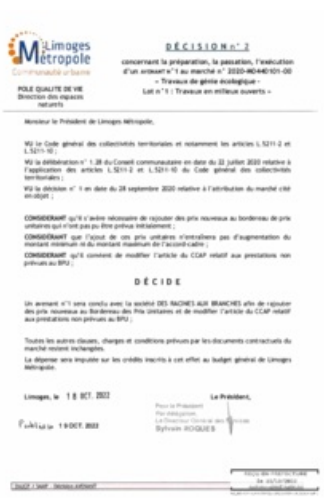 Limoges
Métropole
Communauté urbaine
POLE QUALITE DE VIE
Direction des espaces
naturels
DÉCISION n° 2
concernant la préparation, la passation, l'exécution
d'un AVENANT n°1 au marché n° 2020-M0440101-00
« Travaux de génie écologique -
Lot n°1 : Travaux en milieux ouverts »
Monsieur le Président de Limoges Métropole,
VU le Code général des collectivités territoriales et notamment les articles L.5211-2 et
L.5211-10 ;
VU la délibération n° 1.28 du Conseil communautaire en date du 22 juillet 2020 relative à
l'application des articles L.5211-2 et L.5211-10 du Code général des collectivités
territoriales ;
VU la décision n° 1 en date du 28 septembre 2020 relative à l'attribution du marché cité
en objet ;
CONSIDERANT qu'il s'avère nécessaire de rajouter des prix nouveaux au bordereau de prix
unitaires qui n'ont pas pu être prévus initialement ;
CONSIDERANT que l'ajout de ces prix unitaires n'entraînera pas d'augmentation du
montant minimum ni du montant maximum de l'accord-cadre ;
CONSIDERANT qu'il convient de modifier l'article du CCAP relatif aux prestations non
prévues au BPU ;
DÉCIDE
Un avenant n°1 sera conclu avec la société DES RACINES AUX BRANCHES afin de rajouter
des prix nouveaux au Bordereau des Prix Unitaires et de modifier l'article du CCAP relatif
aux prestations non prévues au BPU ;
Toutes les autres clauses, charges et conditions prévues par les documents contractuels du
marché restent inchangées.
La dépense sera imputée sur les crédits inscrits à cet effet au budget général de Limoges
Métropole.
Limoges, le 18 OCT. 2022
Le Président,
Pour le Président
Par délégation,
Le Directeur Général des Services
Sylvain ROQUES
Publié le 19 OCT. 2022